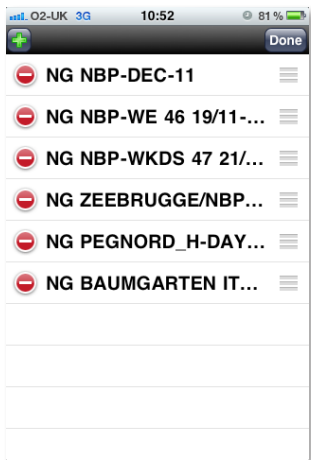 O2-UK 3G 10:52 81%
Done
NG NBP-DEC-11
NG NBP-WE 46 19/11-...
NG NBP-WKDS 47 21/...
NG ZEEBRUGGE/NBP...
NG PEGNORD_H-DAY...
NG BAUMGARTEN IT...